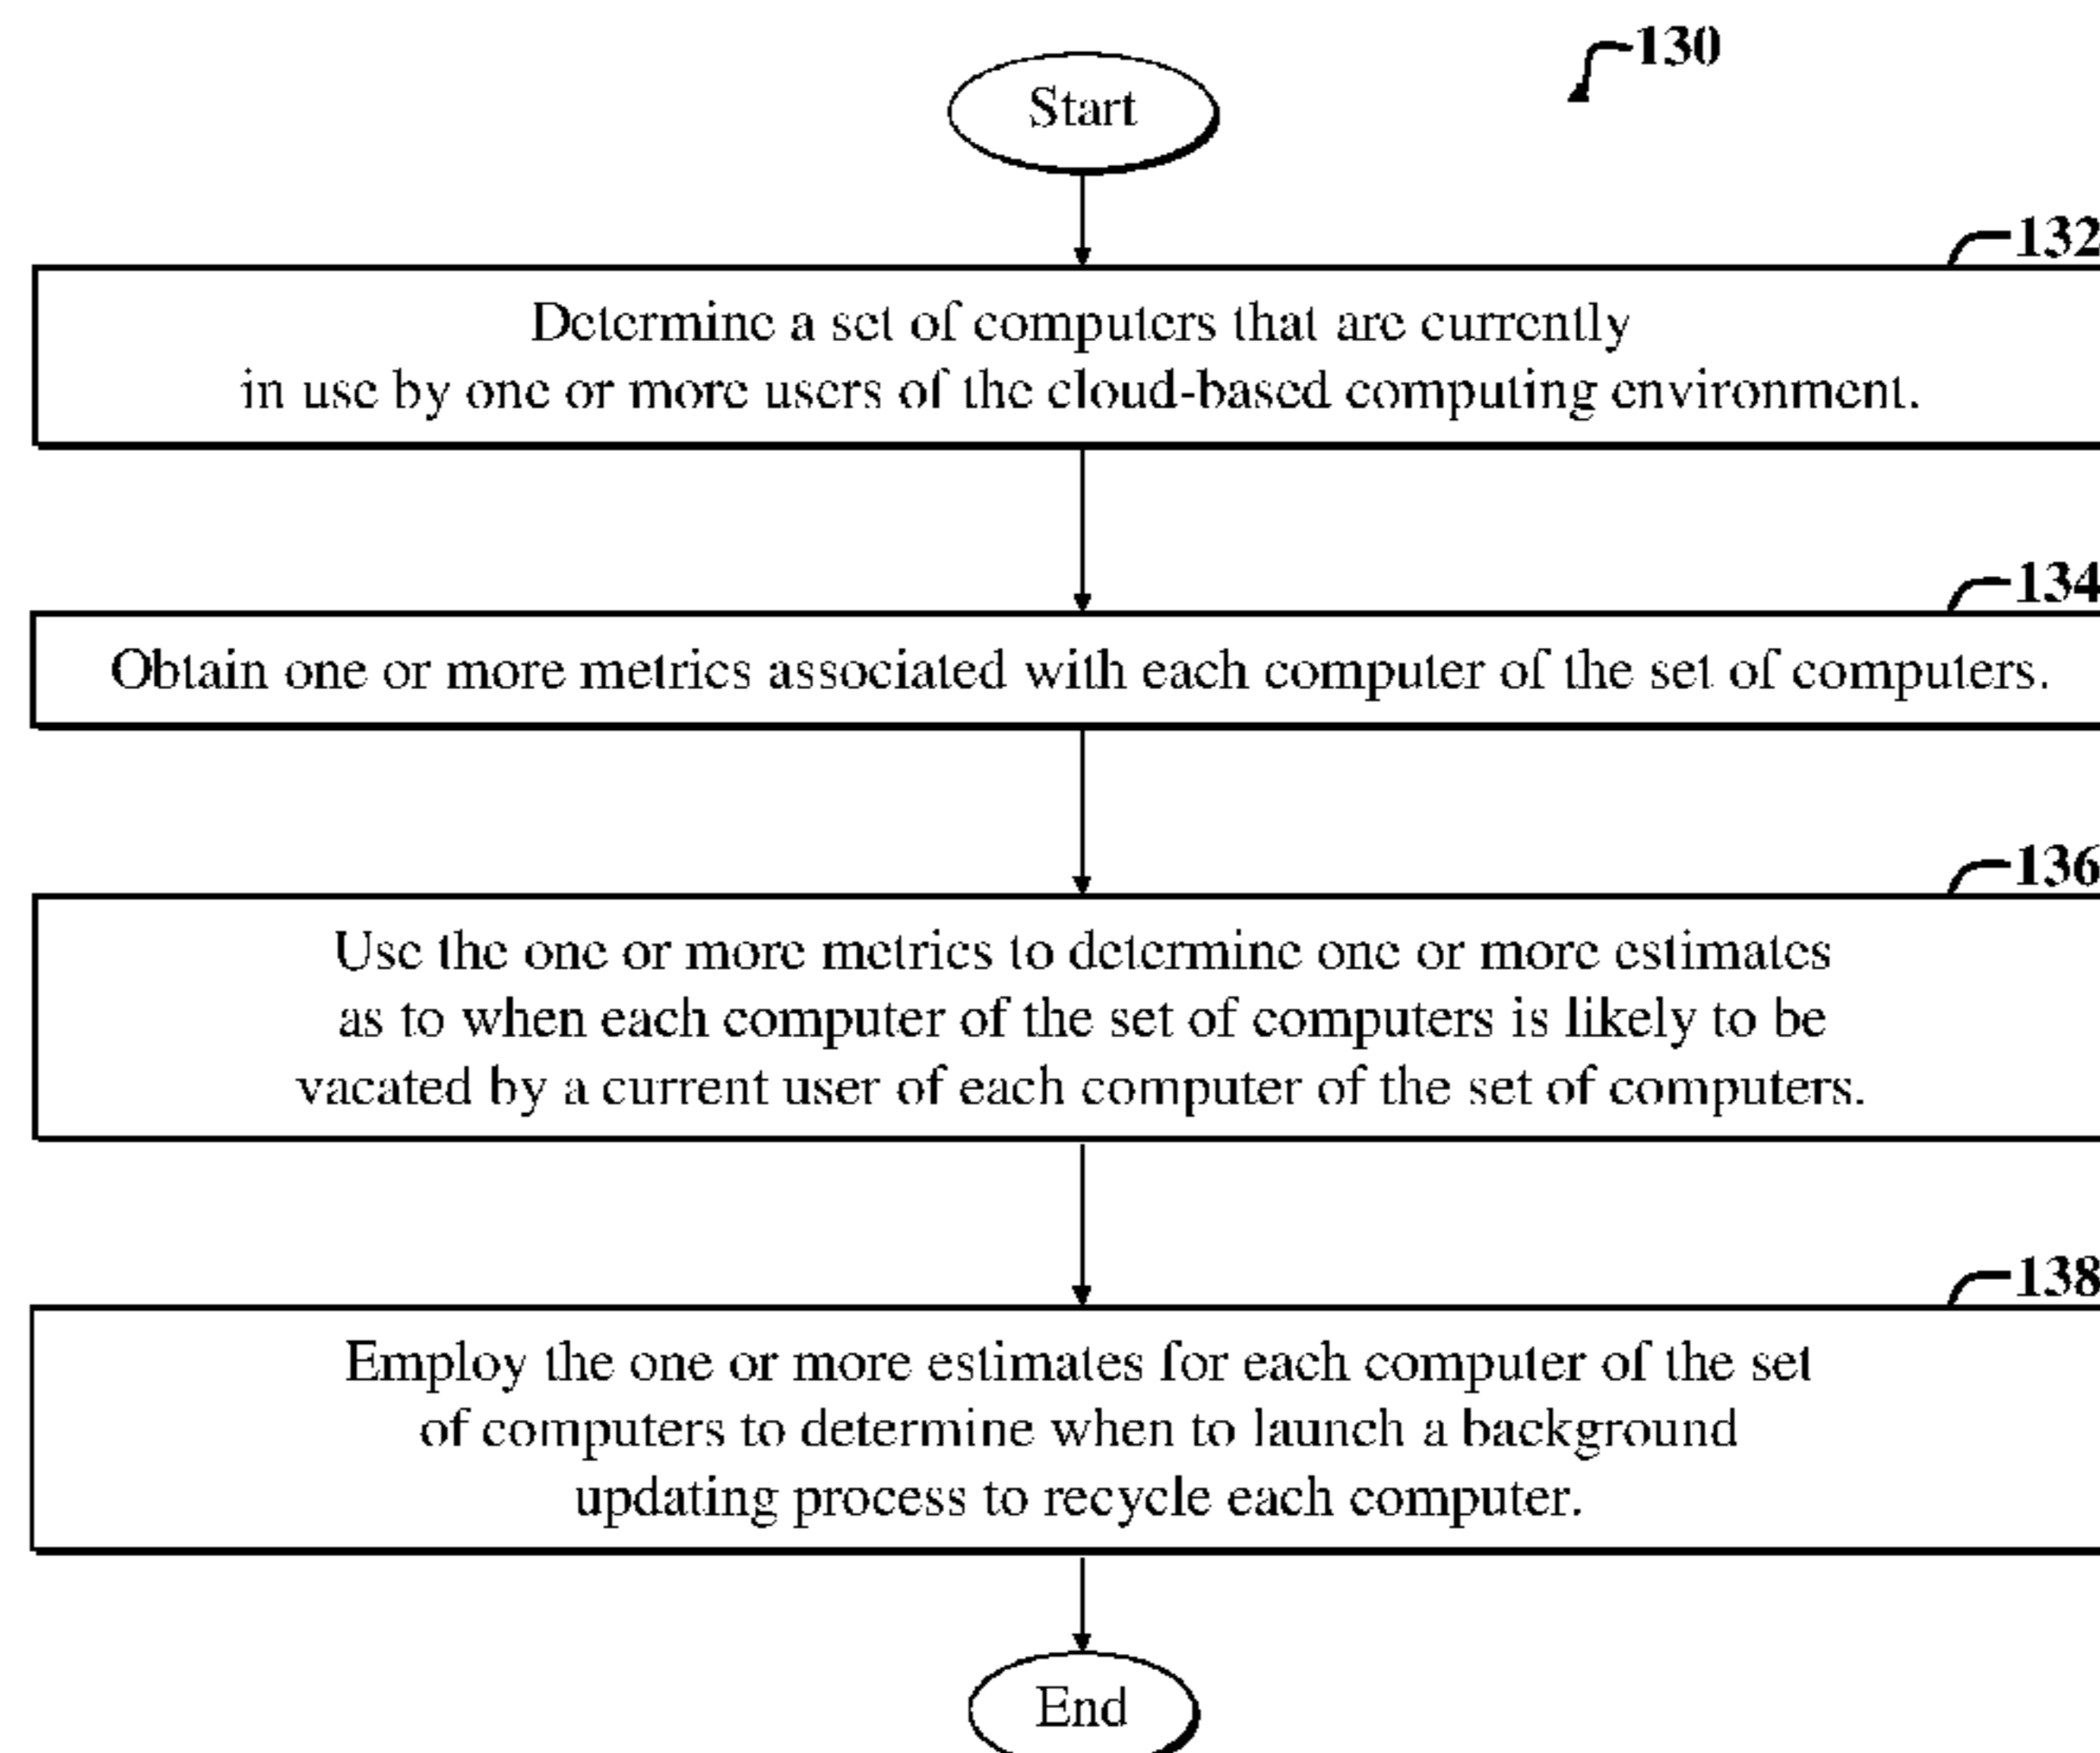 130
Start
132
Determine a set of computers that are currently
in use by one or more users of the cloud-based computing environment.
134
Obtain one or more metrics associated with each computer of the set of computers.
136
Use the one or more metrics to determine one or more estimates
as to when each computer of the set of computers is likely to be
vacated by a current user of each computer of the set of computers.
138
Employ the one or more estimates for each computer of the set
of computers to determine when to launch a background
updating process to recycle each computer.
End